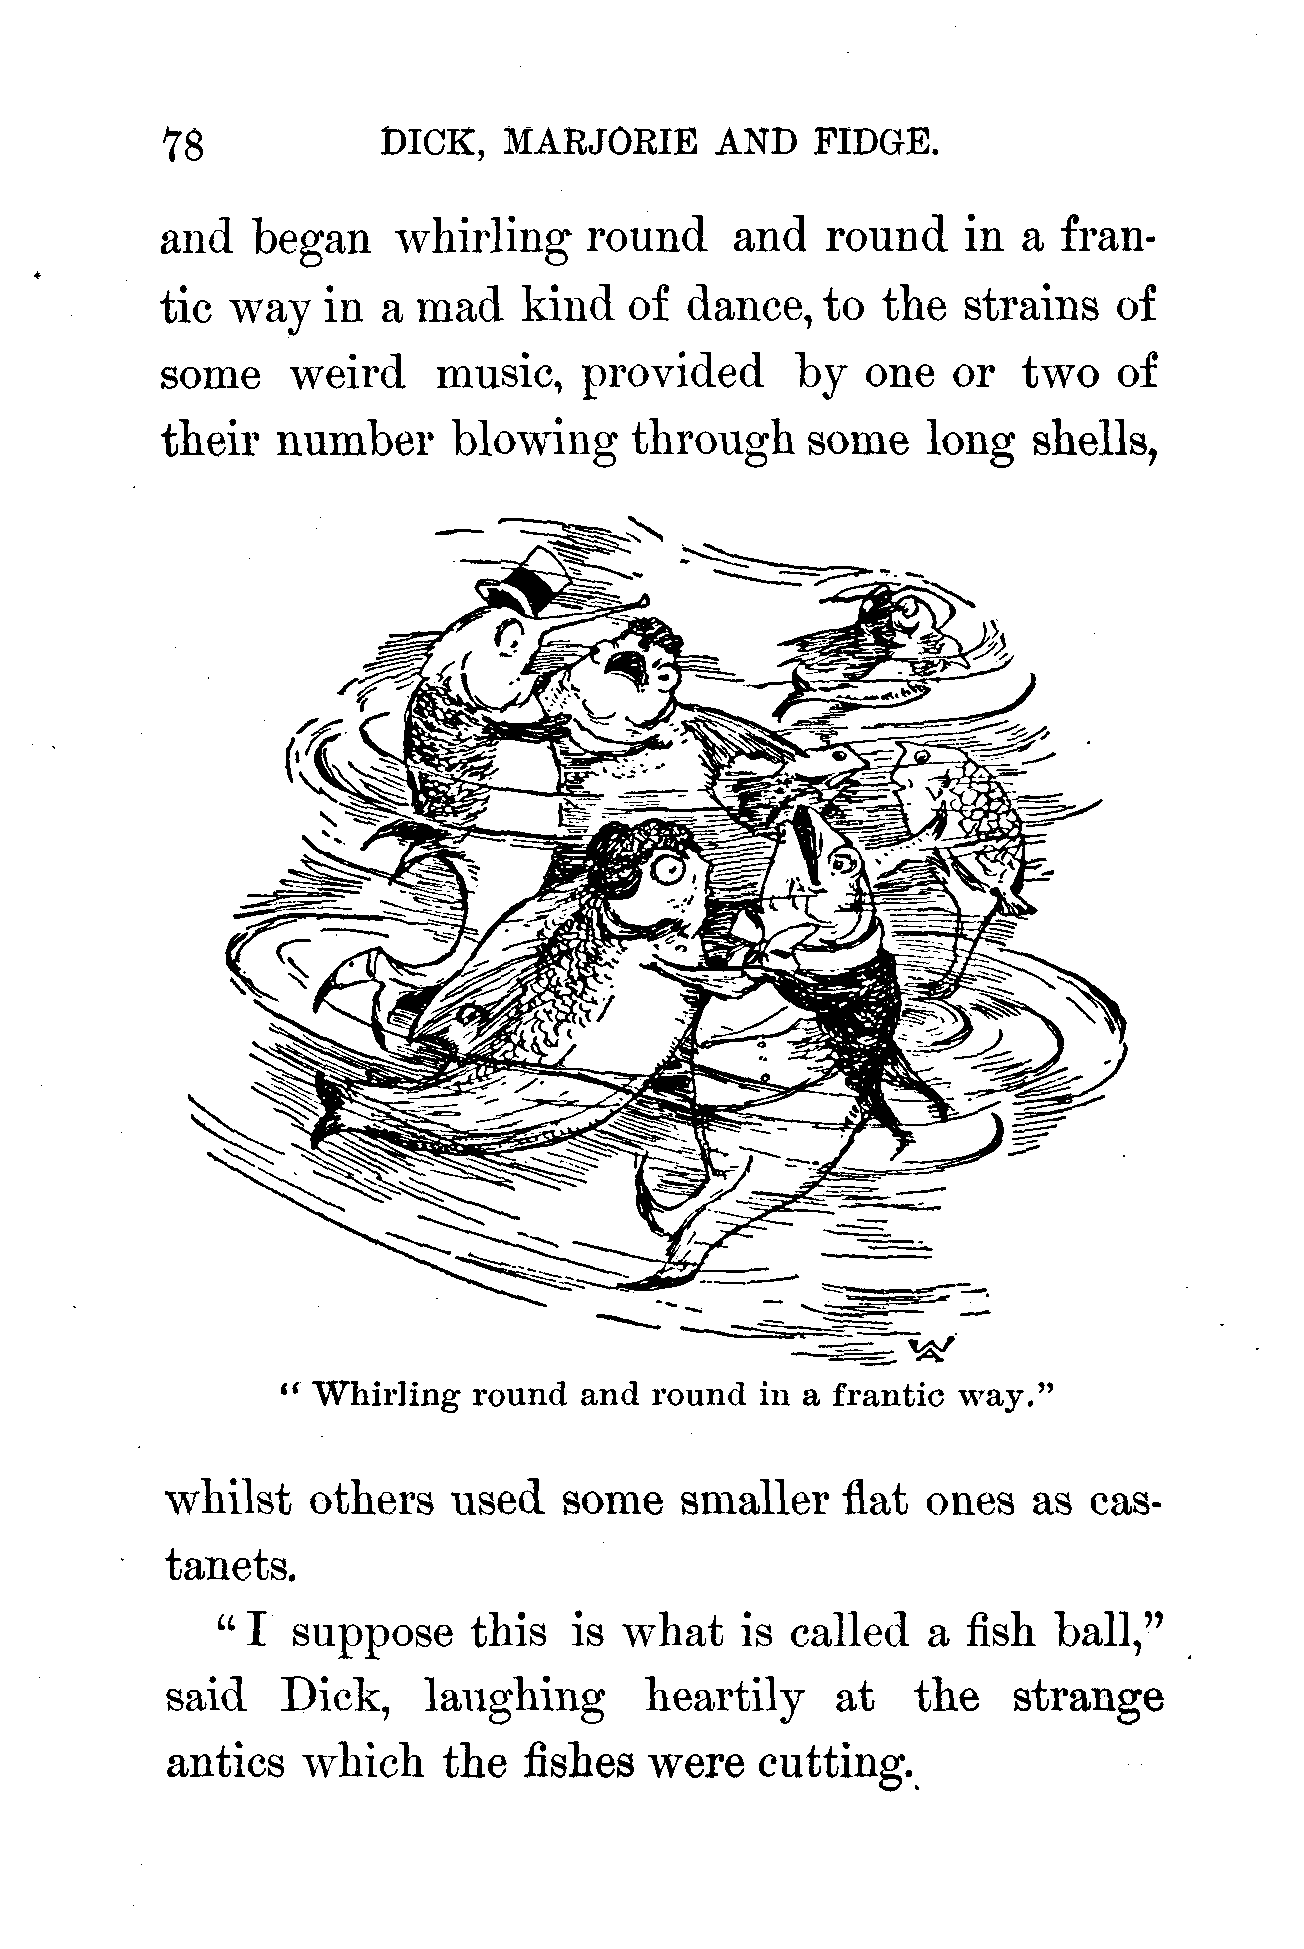 78 DICK, MARJORIE AND FIDGE.
and began whirling round and round in a fran-
tic way in a mad kind of dance, to the strains of
some weird music, provided by one or two of
their number blowing through some long shells,
WA
"Whirling round and round in a frantic way."
whilst others used some smaller flat ones as cas-
tanets.
"I suppose this is what is called a fish ball,"
said Dick, laughing heartily at the strange
antics which the fishes were cutting.